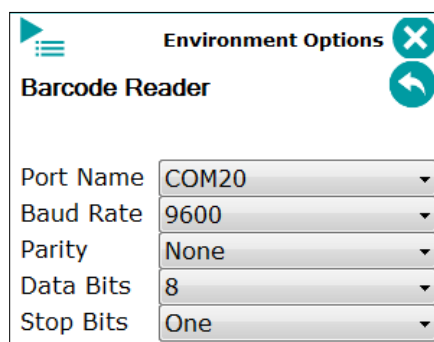 Environment Options
Barcode Reader
Port Name COM20
Baud Rate 9600
Parity None
Data Bits 8
Stop Bits One